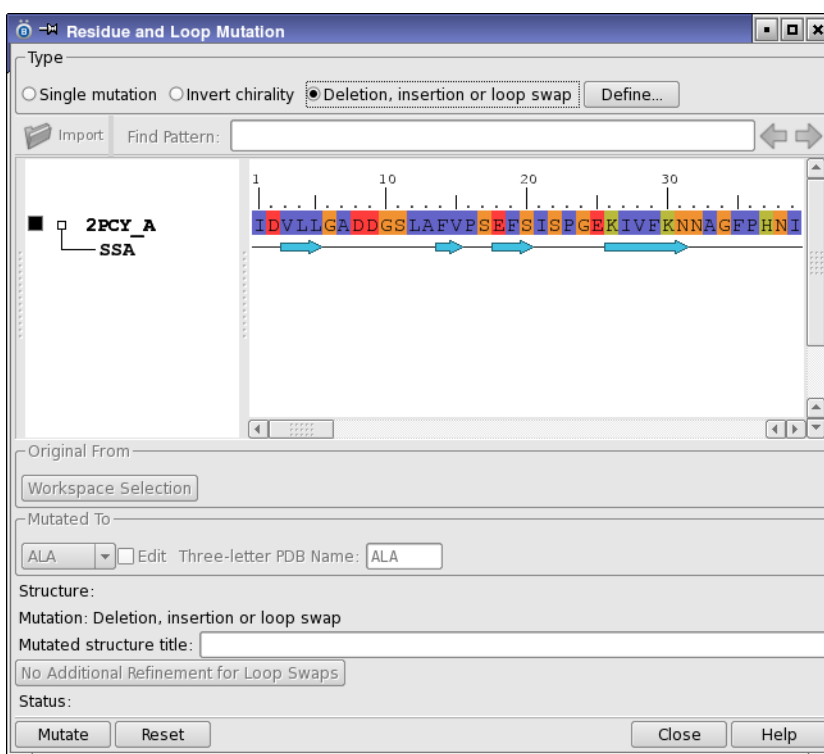 Residue and Loop Mutation
Type
Single mutation Invert chirality Deletion, insertion or loop swap Define...
Import Find Pattern:
1 10 20 30
2PCY_A IDVLLGADDGSLAFVPSEFSISPGEKIVFKNNAGFPHNI
SSA
Original From
Workspace Selection
Mutated To
ALA Edit Three-letter PDB Name: ALA
Structure:
Mutation: Deletion, insertion or loop swap
Mutated structure title:
No Additional Refinement for Loop Swaps
Status:
Mutate Reset Close Help